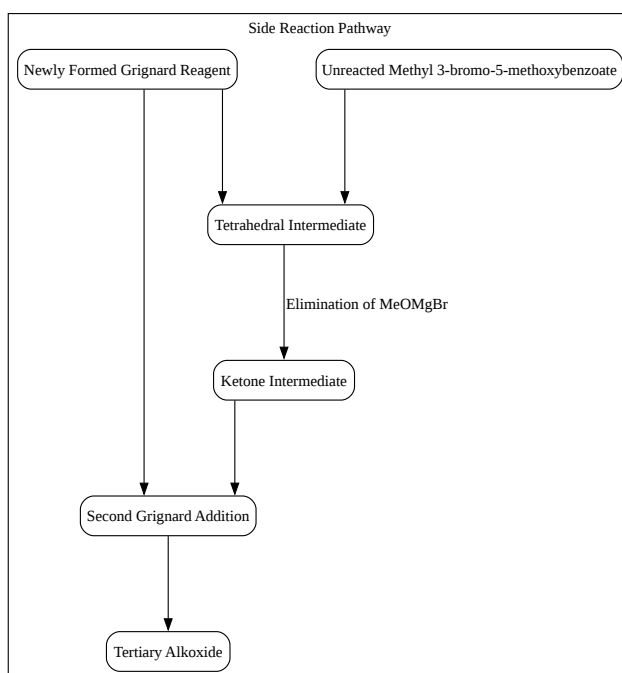 Side Reaction Pathway
Newly Formed Grignard Reagent
Unreacted Methyl 3-bromo-5-methoxybenzoate
Tetrahedral Intermediate
Elimination of MeOMgBr
Ketone Intermediate
Second Grignard Addition
Tertiary Alkoxide